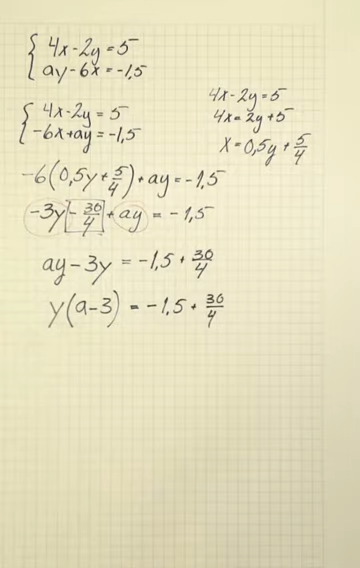 4x-2y=5
ay-6x=-1,5
4x-2y=5
-6x+ay=-1,5
4x-2y=5
4x=2y+5
x=0,5y+5/4
-6(0,5y+5/4)+ay=-1,5
-3y-30/4+ay=-1,5
ay-3y=-1,5+30/4
y(a-3)=-1,5+30/4